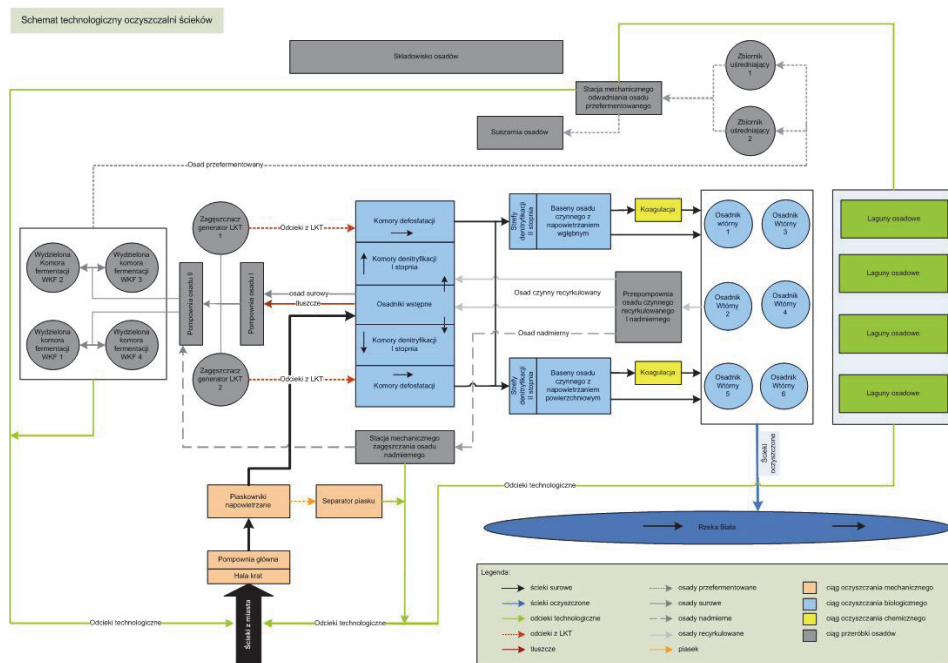 Schemat technologiczny oczyszczalni ścieków
Składowisko osadów
Zbiornik
uśredniający
1
Stacja mechanicznego
odwadniania osadu
przefermentowanego
Suszarnia osadów
Zbiornik
uśredniający
2
Osad przefermentowany
Zagęszczacz
generator LKT
1
Odcieki z LKT
Komory defosfatacji
Strefy
denitryfikacji
II stopnia
Baseny osadu
czynnego z
napowietrzaniem
wgłębnym
Koagulacja
Osadnik
Wtórny
1
Osadnik
Wtórny
3
Laguny osadowe
Wydzielona
Komora
fermentacji
WKF 2
Wydzielona
komora
fermentacji
WKF 3
Komory denitryfikacji
I stopnia
Pompownia osadu II
Pompownia osadu I
osad surowy
tłuszcze
Osadniki wstępne
Osad czynny recyrkulowany
Przepompownia
osadu czynnego
recyrkulowanego
i nadmiernego
Osadnik
Wtórny
2
Osadnik
Wtórny
4
Laguny osadowe
Wydzielona
komora
fermentacji
WKF 1
Wydzielona
komora
fermentacji
WKF 4
Komory denitryfikacji
I stopnia
Osad nadmierny
Laguny osadowe
Zagęszczacz
generator LKT
2
Odcieki z LKT
Komory defosfatacji
Strefy
denitryfikacji
II stopnia
Baseny osadu
czynnego z
napowietrzaniem
powierzchniowym
Koagulacja
Osadnik
Wtórny
5
Osadnik
Wtórny
6
Laguny osadowe
Stacja mechanicznego
zagęszczania osadu
nadmiernego
Ścieki
oczyszczone
Piaskowniki
napowietrzane
Separator piasku
Odcieki technologiczne
Rzeka Biała
Pompownia główna
Hala krat
Ścieki z miasta
Odcieki technologiczne
Odcieki technologiczne
Legenda:
ścieki surowe
ścieki oczyszczone
odcieki technologiczne
odcieki z LKT
tłuszcze
osady przefermentowane
osady surowe
osady nadmierne
osady recyrkulowane
piasek
ciąg oczyszczania mechanicznego
ciąg oczyszczania biologicznego
ciąg oczyszczania chemicznego
ciąg przeróbki osadów